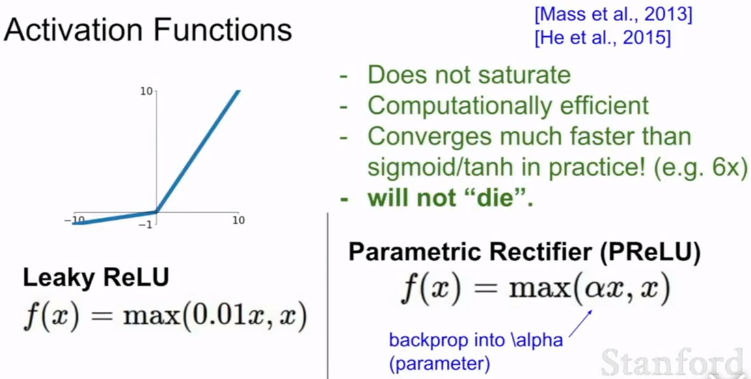 Activation Functions
[Mass et al., 2013]
[He et al., 2015]
10
-10
−1
10
- Does not saturate
- Computationally efficient
- Converges much faster than
sigmoid/tanh in practice! (e.g. 6x)
- will not “die”.
Leaky ReLU
f(x) = max(0.01x, x)
Parametric Rectifier (PReLU)
f(x) = max(αx, x)
backprop into \alpha
(parameter)
Stanford